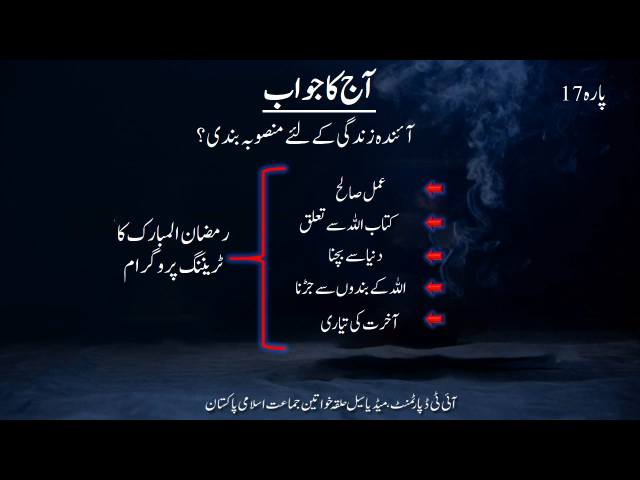 آج کا جواب
پارہ 17
آئندہ زندگی کے لئے منصوبہ بندی؟
عمل صالح
کتاب اللہ سے تعلق
دنیا سے بچنا
اللہ کے بندوں سے جڑنا
آخرت کی تیاری
رمضان المبارک کا
ٹریننگ پروگرام
آئی ٹی ڈپارٹمنٹ، میڈیا سیل حلقہ خواتین جماعت اسلامی پاکستان